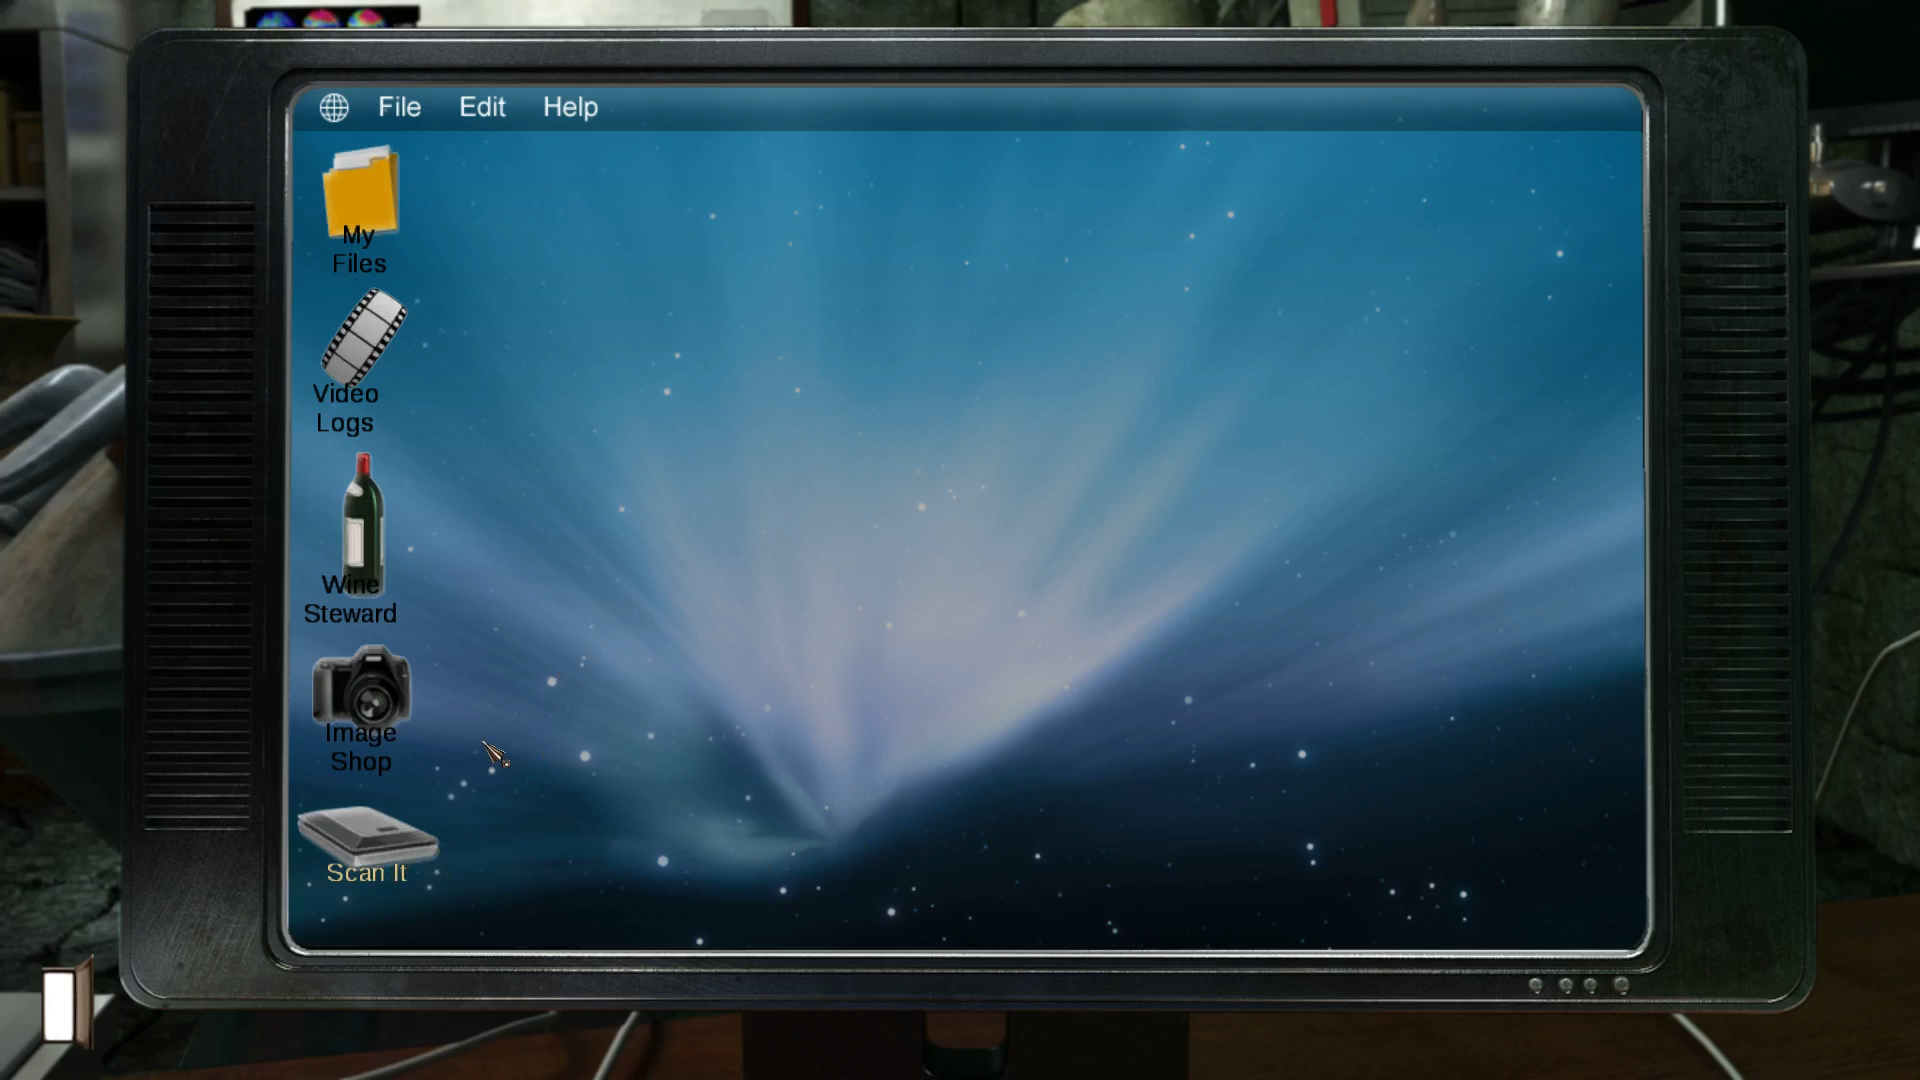 File Edit Help
My
Files
Video
Logs
Wine
Steward
Image
Shop
Scan It